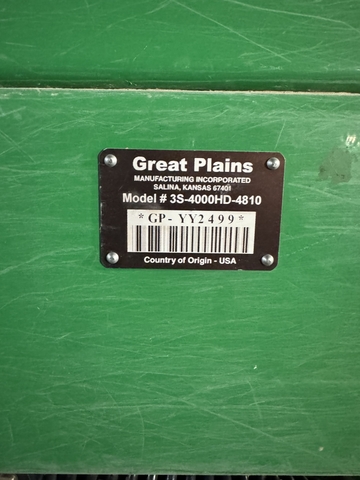 Great Plains
MANUFACTURING INCORPORATED
SALINA, KANSAS 67401
Model # 3S-4000HD-4810
*GP-YY2499*
Country of Origin - USA